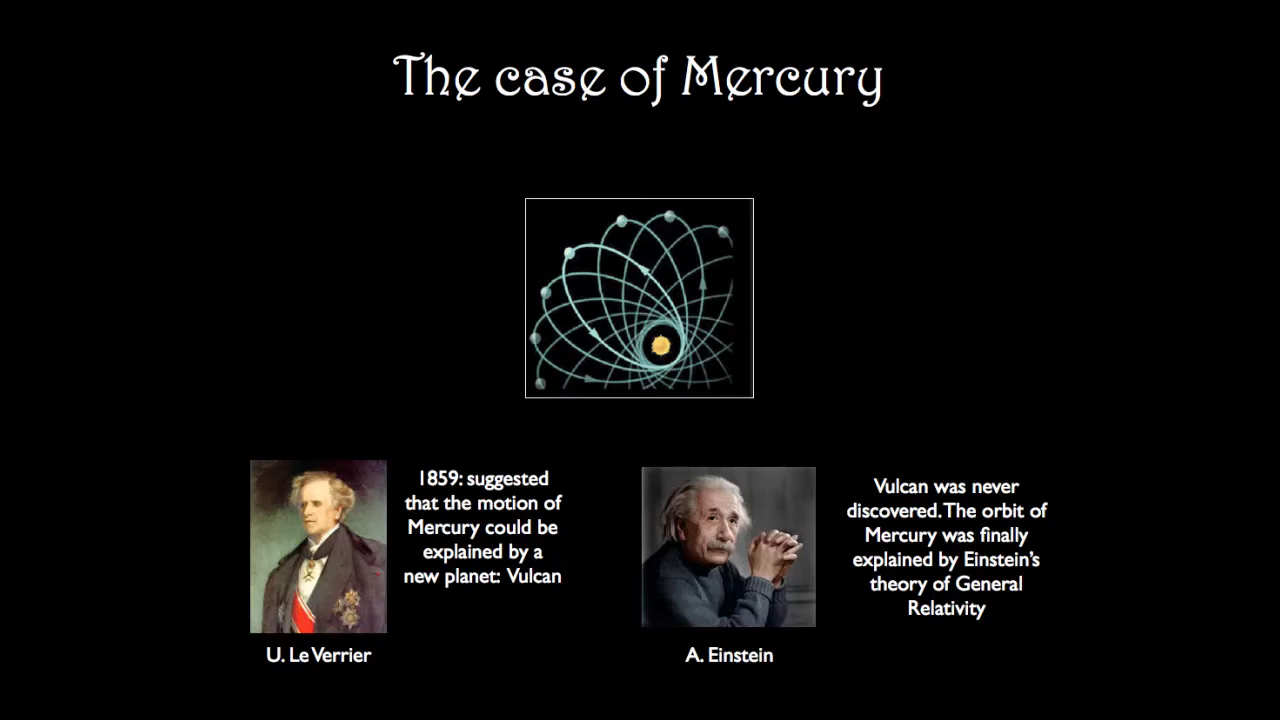 The case of Mercury
1859: suggested
that the motion of
Mercury could be
explained by a
new planet: Vulcan
U. Le Verrier
Vulcan was never
discovered. The orbit of
Mercury was finally
explained by Einstein's
theory of General
Relativity
A. Einstein